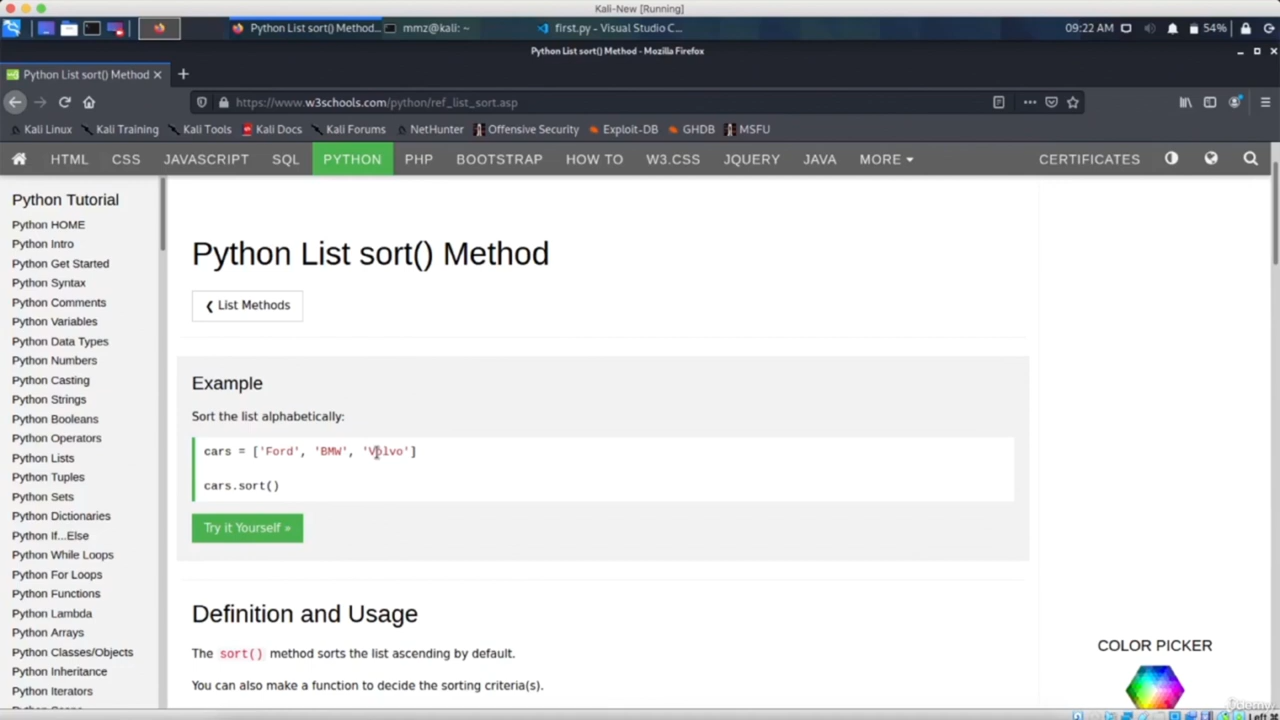 Kali-New [Running]
Python List sort() Method...
mmz@kali: ~
first.py - Visual Studio C...
09:22 AM
54%
Python List sort() Method - Mozilla Firefox
Python List sort() Method
https://www.w3schools.com/python/ref_list_sort.asp
Kali Linux
Kali Training
Kali Tools
Kali Docs
Kali Forums
NetHunter
Offensive Security
Exploit-DB
GHDB
MSFU
HTML
CSS
JAVASCRIPT
SQL
PYTHON
PHP
BOOTSTRAP
HOW TO
W3.CSS
JQUERY
JAVA
MORE
CERTIFICATES
Python Tutorial
Python HOME
Python Intro
Python Get Started
Python Syntax
Python Comments
Python Variables
Python Data Types
Python Numbers
Python Casting
Python Strings
Python Booleans
Python Operators
Python Lists
Python Tuples
Python Sets
Python Dictionaries
Python If...Else
Python While Loops
Python For Loops
Python Functions
Python Lambda
Python Arrays
Python Classes/Objects
Python Inheritance
Python Iterators
Python List sort() Method
❮ List Methods
Example
Sort the list alphabetically:
cars = ['Ford', 'BMW', 'Volvo']
cars.sort()
Try it Yourself »
Definition and Usage
The sort() method sorts the list ascending by default.
You can also make a function to decide the sorting criteria(s).
COLOR PICKER
Udemy
Left ⌘